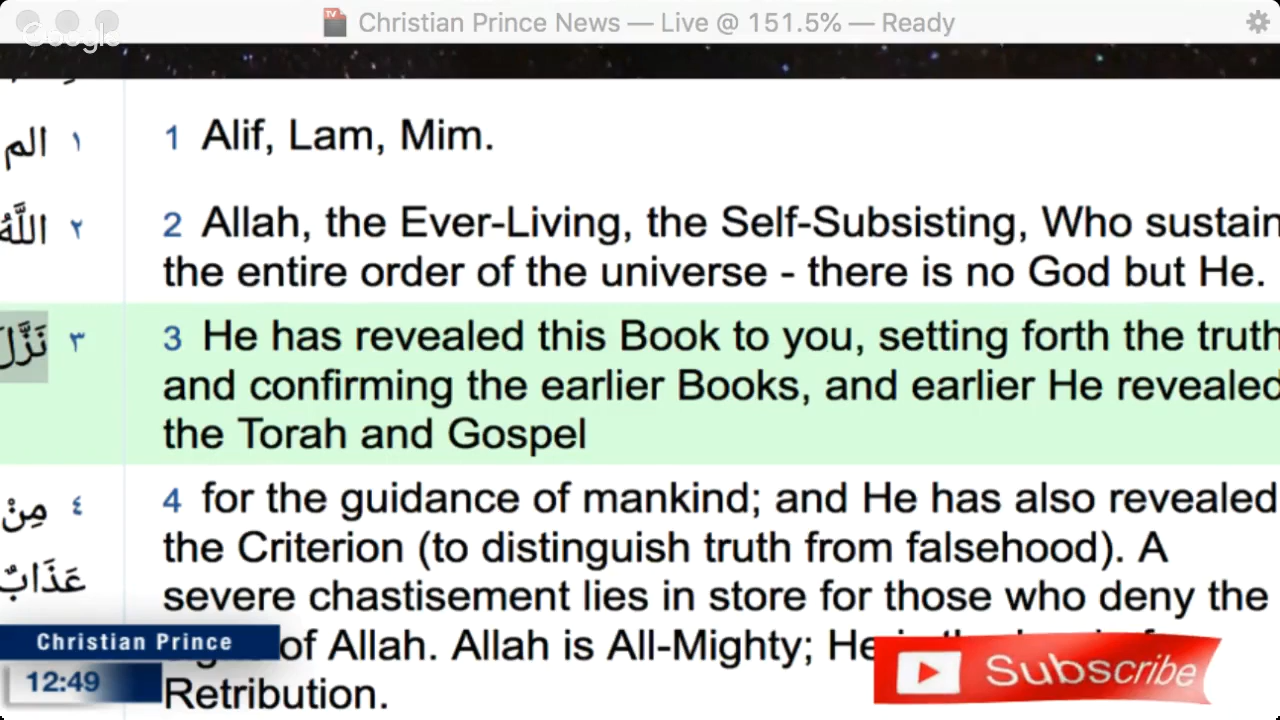 Christian Prince News — Live @ 151.5% — Ready
Google
الم ١
1 Alif, Lam, Mim.
اللَّهُ ٢
2 Allah, the Ever-Living, the Self-Subsisting, Who sustain
the entire order of the universe - there is no God but He.
نَزَّلَ ٣
3 He has revealed this Book to you, setting forth the truth
and confirming the earlier Books, and earlier He revealed
the Torah and Gospel
مِنْ ٤
4 for the guidance of mankind; and He has also revealed
the Criterion (to distinguish truth from falsehood). A
عَذَابٌ
severe chastisement lies in store for those who deny the
of Allah. Allah is All-Mighty; He
Retribution.
Christian Prince
12:49
Subscribe